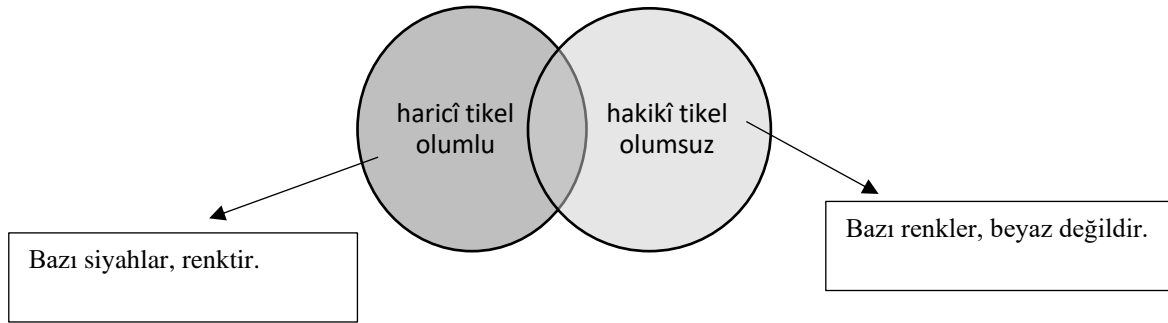 haricî tikel
olumlu
hakikî tikel
olumsuz
Bazı siyahlar, renktir.
Bazı renkler, beyaz değildir.